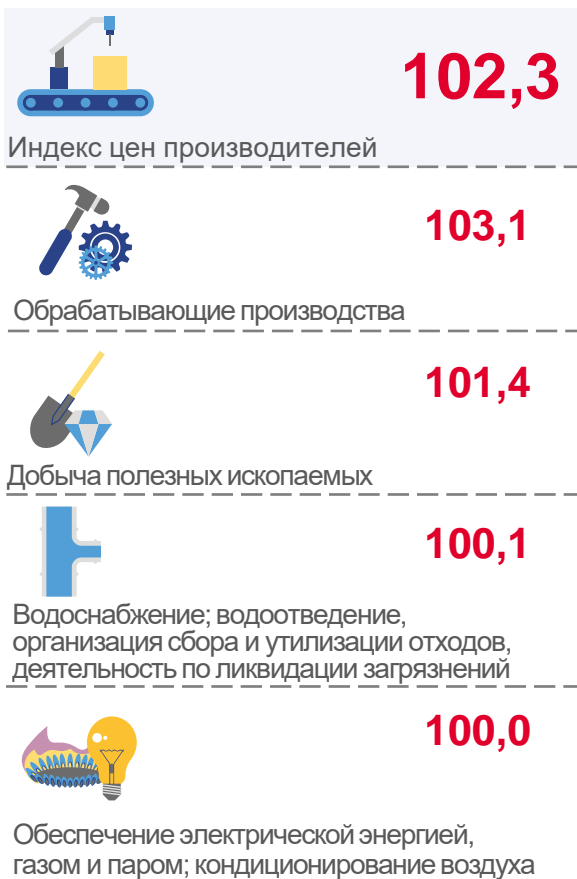 102,3
Индекс цен производителей
103,1
Обрабатывающие производства
101,4
Добыча полезных ископаемых
100,1
Водоснабжение; водоотведение,
организация сбора и утилизации отходов,
деятельность по ликвидации загрязнений
100,0
Обеспечение электрической энергией,
газом и паром; кондиционирование воздуха